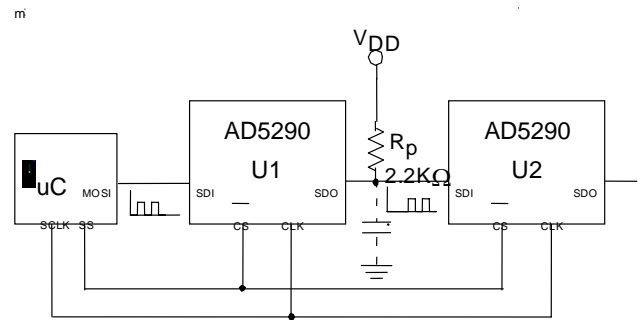 m
VDD
AD5290
U1
Rp
2.2KΩ
AD5290
U2
uC
MOSI
SCLK SS
SDI
SDO
CS
CLK
SDI
CS
CLK
SDO